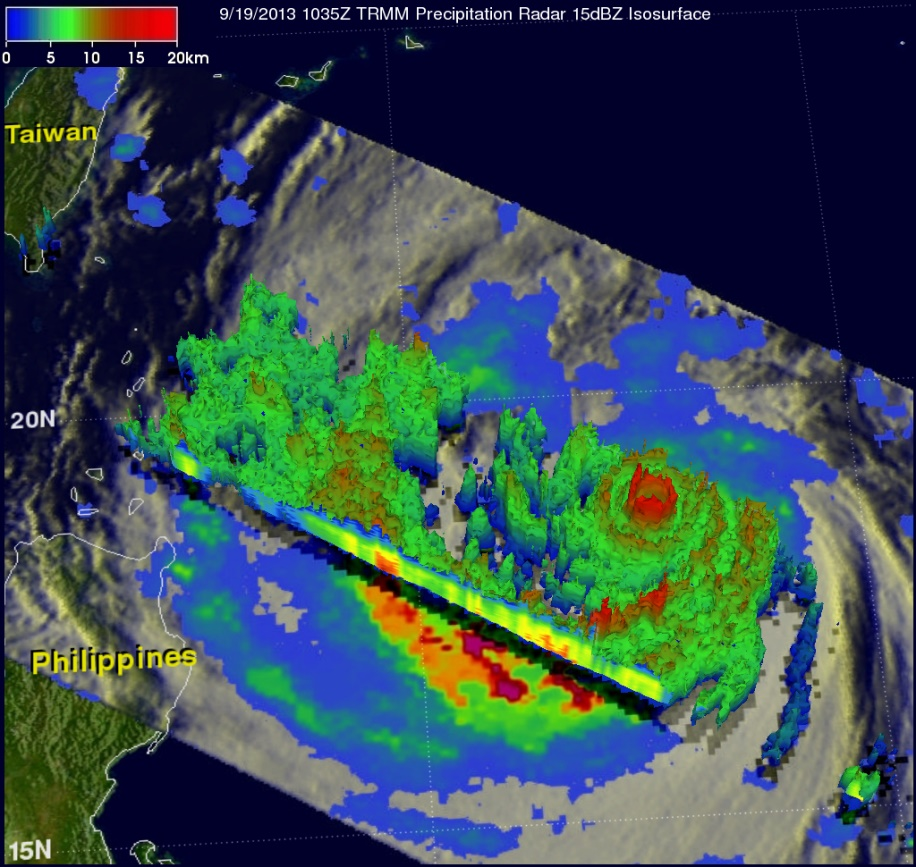 9/19/2013 1035Z TRMM Precipitation Radar 15dBZ Isosurface
0 5 10 15 20km
Taiwan
20N
Philippines
15N